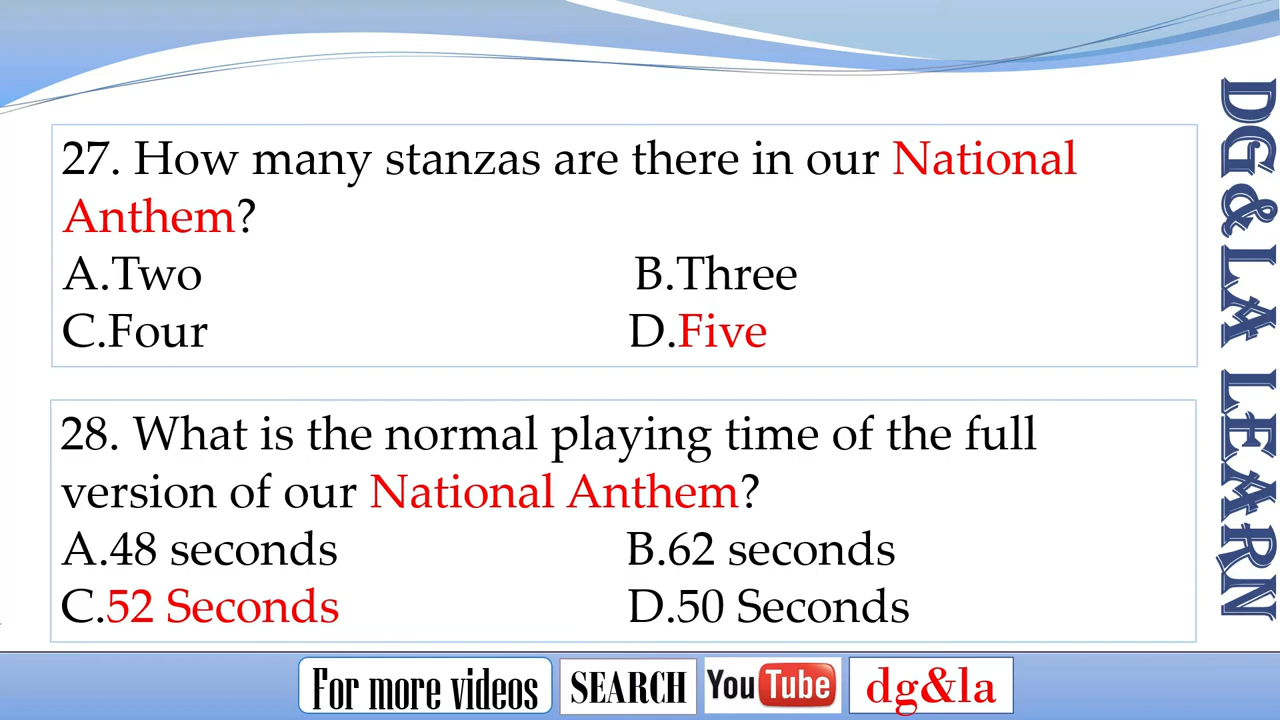 27. How many stanzas are there in our National
Anthem?
A.Two B.Three
C.Four D.Five
28. What is the normal playing time of the full
version of our National Anthem?
A.48 seconds B.62 seconds
C.52 Seconds D.50 Seconds
DG&LA LEARN
For more videos SEARCH YouTube dg&la